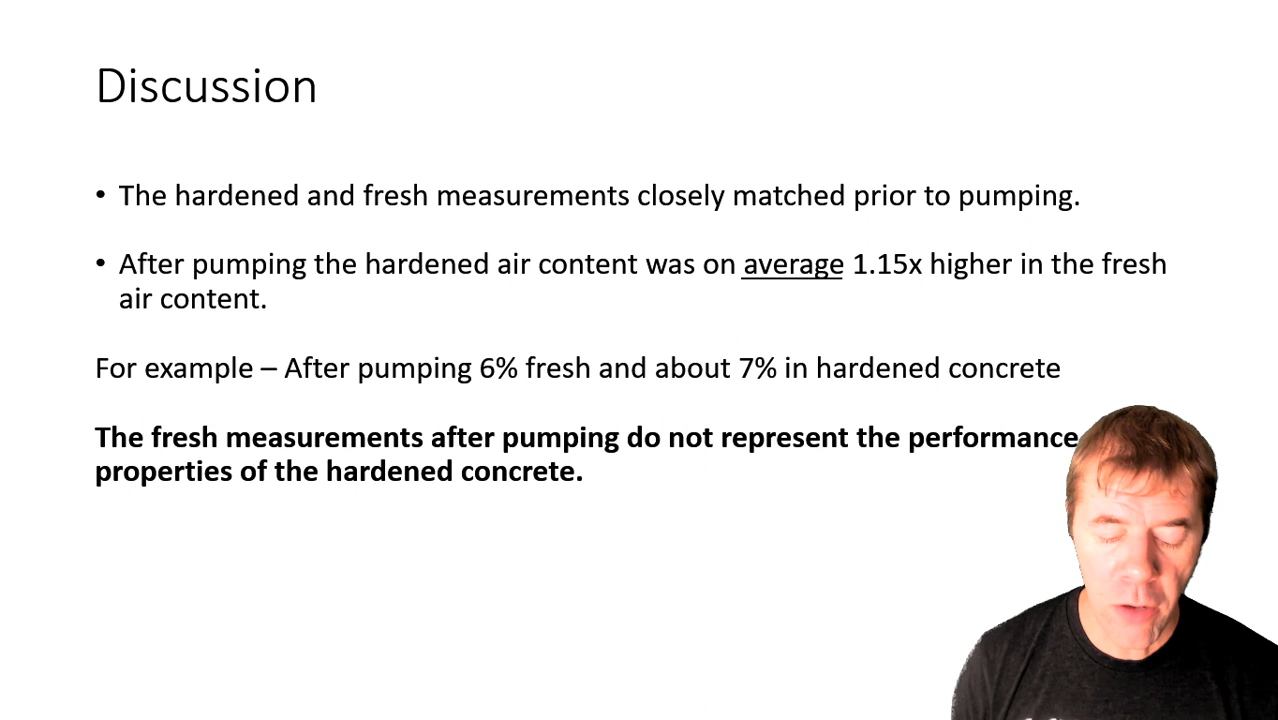 Discussion
• The hardened and fresh measurements closely matched prior to pumping.
• After pumping the hardened air content was on average 1.15x higher in the fresh
air content.
For example – After pumping 6% fresh and about 7% in hardened concrete
The fresh measurements after pumping do not represent the performance
properties of the hardened concrete.